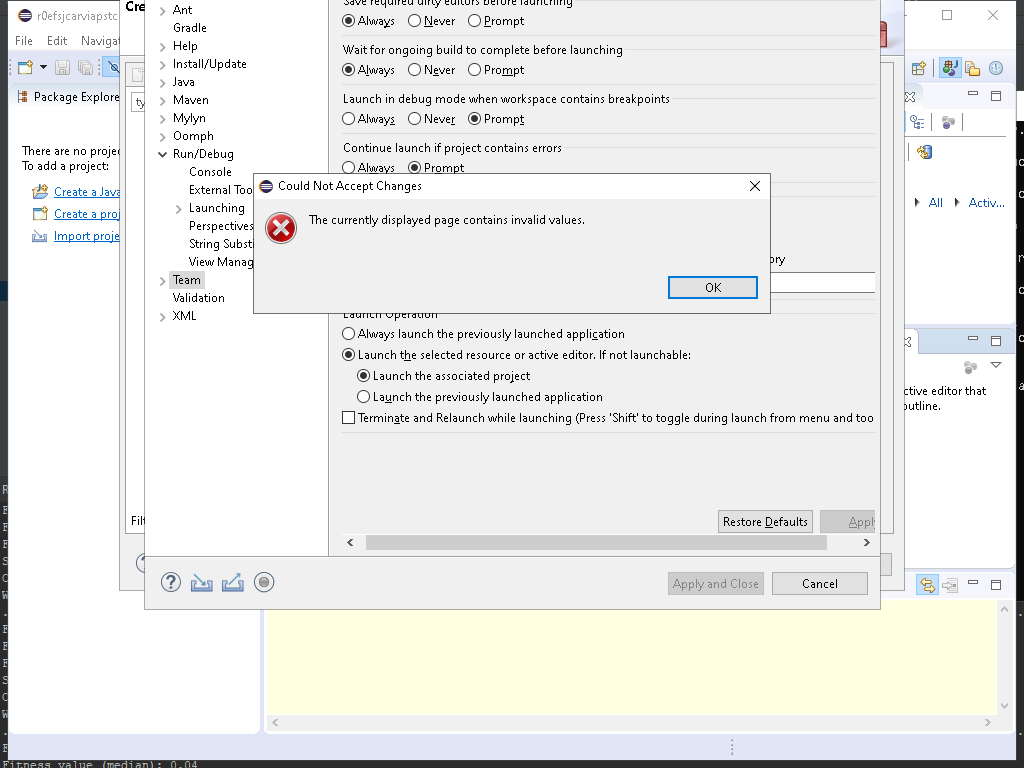 r0efsjcarviapstc
File Edit Naviga
Package Explore
There are no proje
To add a project:
Create a Java
Create a proj
Import proje
Cre
ty
Filt
Ant
Gradle
Help
Install/Update
Java
Maven
Mylyn
Oomph
Run/Debug
Console
External Too
Launching
Perspectives
String Substi
View Manag
Team
Validation
XML
Save required dirty editors before launching
Always Never Prompt
Wait for ongoing build to complete before launching
Always Never Prompt
Launch in debug mode when workspace contains breakpoints
Always Never Prompt
Continue launch if project contains errors
Always Prompt
Could Not Accept Changes
The currently displayed page contains invalid values.
OK
ory
Launch Operation
Always launch the previously launched application
Launch the selected resource or active editor. If not launchable:
Launch the associated project
Launch the previously launched application
Terminate and Relaunch while launching (Press 'Shift' to toggle during launch from menu and too
Restore Defaults Apply
Apply and Close Cancel
All Activ...
ctive editor that
outline.
Fitness value (median): 0.04